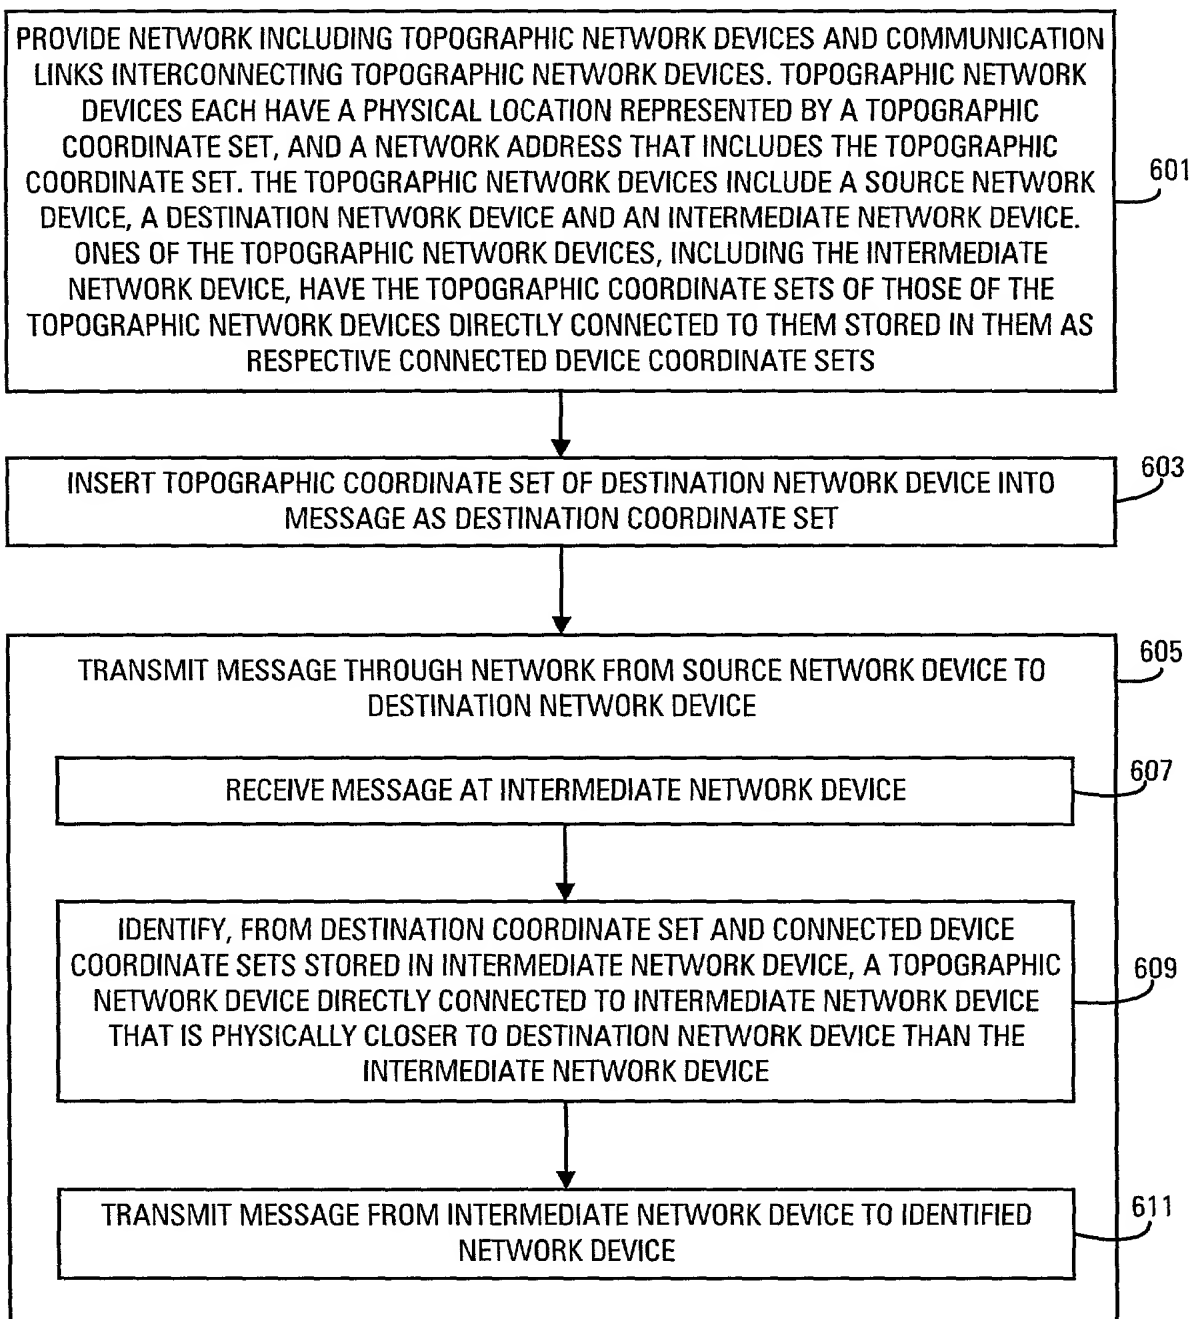 PROVIDE NETWORK INCLUDING TOPOGRAPHIC NETWORK DEVICES AND COMMUNICATION
LINKS INTERCONNECTING TOPOGRAPHIC NETWORK DEVICES. TOPOGRAPHIC NETWORK
DEVICES EACH HAVE A PHYSICAL LOCATION REPRESENTED BY A TOPOGRAPHIC
COORDINATE SET, AND A NETWORK ADDRESS THAT INCLUDES THE TOPOGRAPHIC
COORDINATE SET. THE TOPOGRAPHIC NETWORK DEVICES INCLUDE A SOURCE NETWORK
DEVICE, A DESTINATION NETWORK DEVICE AND AN INTERMEDIATE NETWORK DEVICE.
ONES OF THE TOPOGRAPHIC NETWORK DEVICES, INCLUDING THE INTERMEDIATE
NETWORK DEVICE, HAVE THE TOPOGRAPHIC COORDINATE SETS OF THOSE OF THE
TOPOGRAPHIC NETWORK DEVICES DIRECTLY CONNECTED TO THEM STORED IN THEM AS
RESPECTIVE CONNECTED DEVICE COORDINATE SETS
601
INSERT TOPOGRAPHIC COORDINATE SET OF DESTINATION NETWORK DEVICE INTO
MESSAGE AS DESTINATION COORDINATE SET
603
TRANSMIT MESSAGE THROUGH NETWORK FROM SOURCE NETWORK DEVICE TO
DESTINATION NETWORK DEVICE
605
RECEIVE MESSAGE AT INTERMEDIATE NETWORK DEVICE
607
IDENTIFY, FROM DESTINATION COORDINATE SET AND CONNECTED DEVICE
COORDINATE SETS STORED IN INTERMEDIATE NETWORK DEVICE, A TOPOGRAPHIC
NETWORK DEVICE DIRECTLY CONNECTED TO INTERMEDIATE NETWORK DEVICE
THAT IS PHYSICALLY CLOSER TO DESTINATION NETWORK DEVICE THAN THE
INTERMEDIATE NETWORK DEVICE
609
TRANSMIT MESSAGE FROM INTERMEDIATE NETWORK DEVICE TO IDENTIFIED
NETWORK DEVICE
611